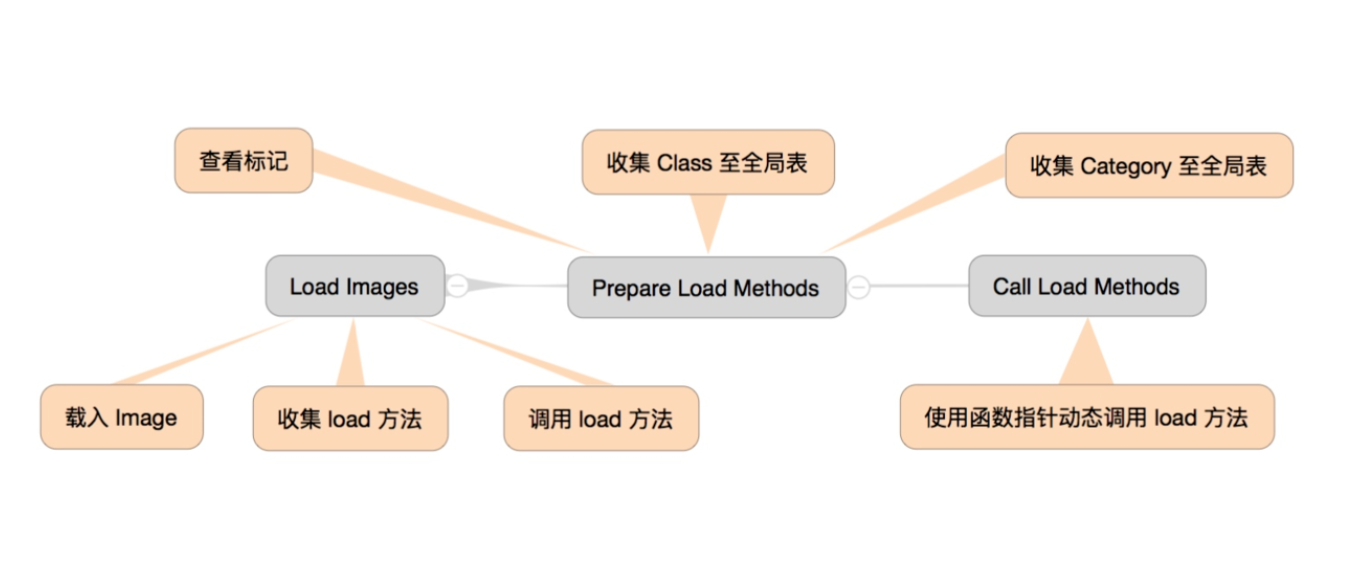 查看标记
收集 Class 至全局表
收集 Category 至全局表
Load Images
Prepare Load Methods
Call Load Methods
载入 Image
收集 load 方法
调用 load 方法
使用函数指针动态调用 load 方法